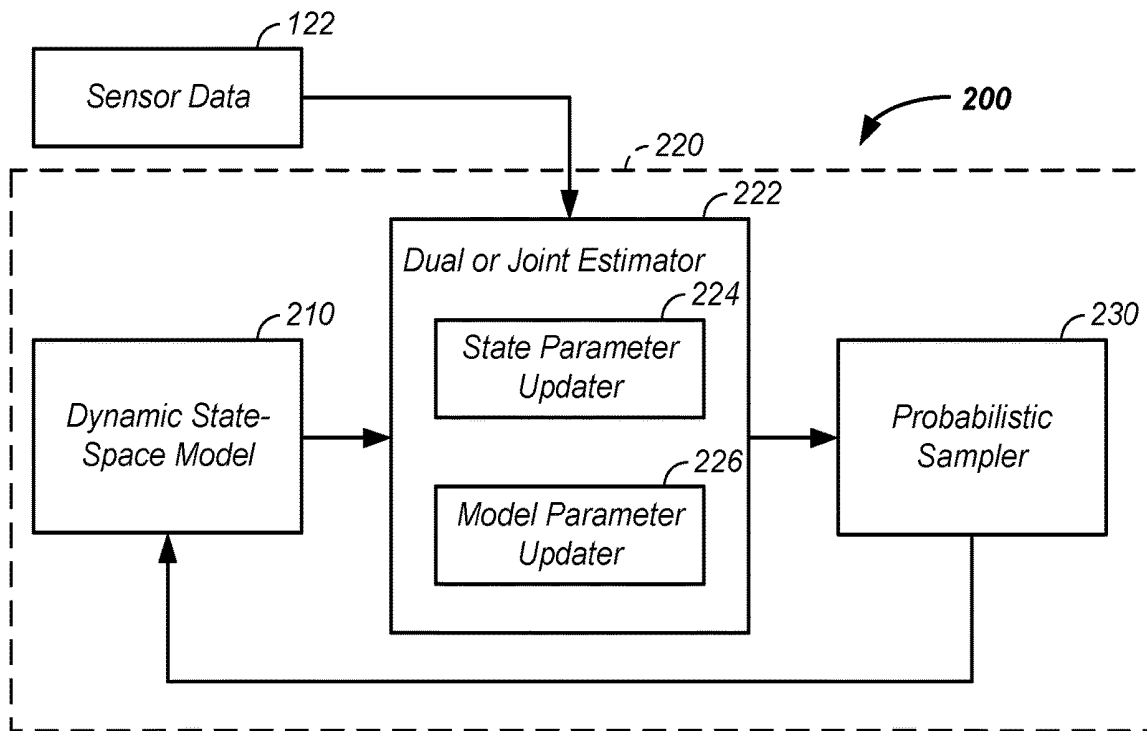 122
Sensor Data
200
220
222
Dual or Joint Estimator
224
210
230
State Parameter
Updater
Dynamic State-
Space Model
Probabilistic
Sampler
226
Model Parameter
Updater